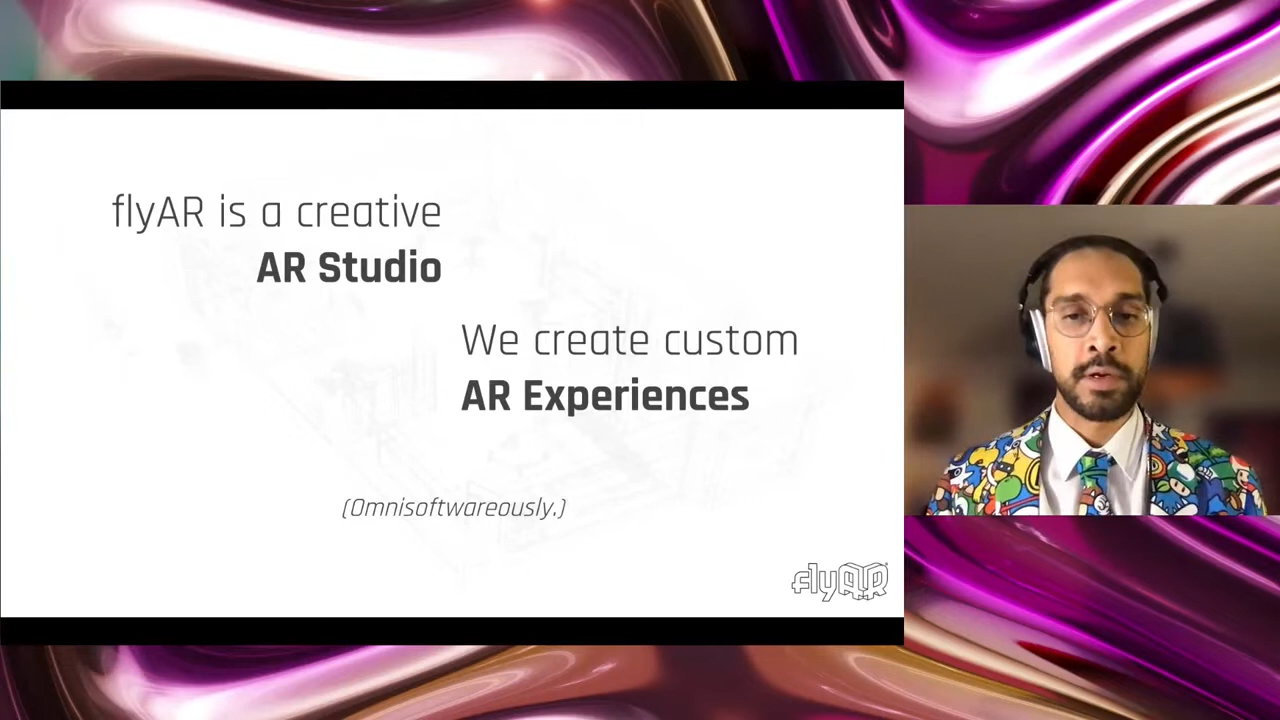 flyAR is a creative
AR Studio
We create custom
AR Experiences
(Omnisoftwareously.)
flyAR